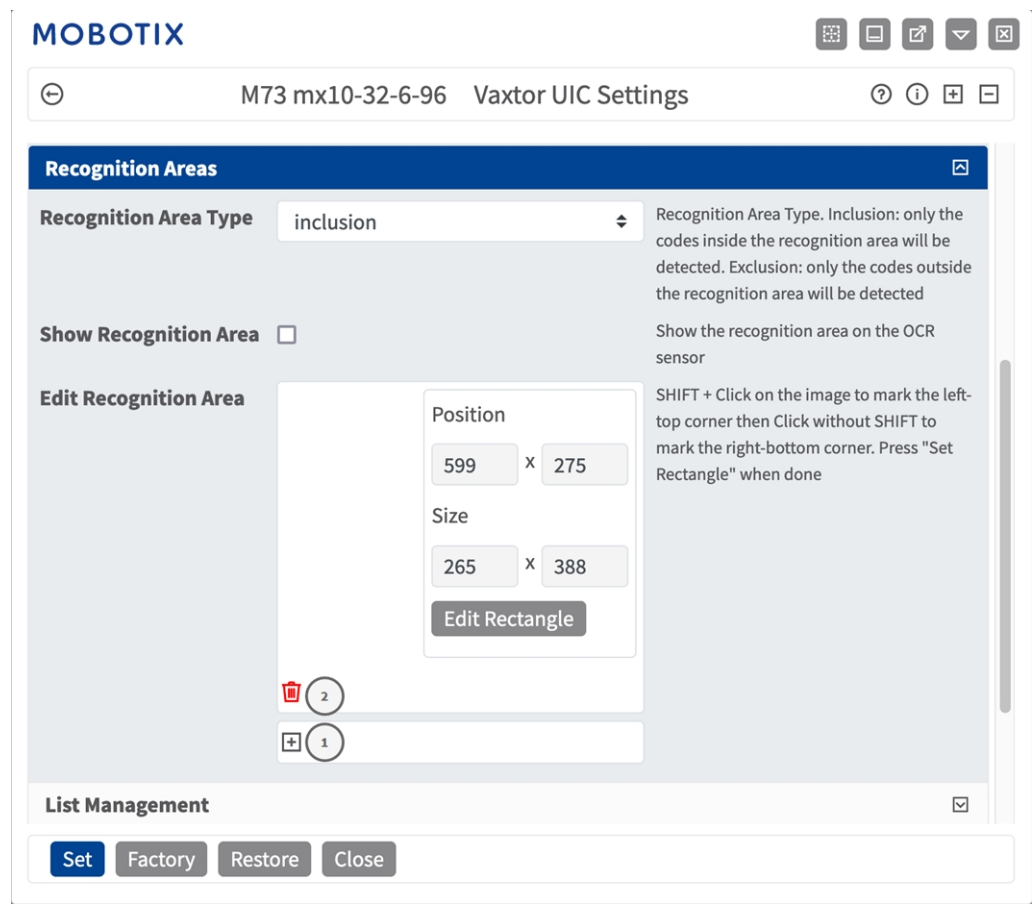 MOBOTIX
M73 mx10-32-6-96 Vaxtor UIC Settings
Recognition Areas
Recognition Area Type
inclusion
Recognition Area Type. Inclusion: only the
codes inside the recognition area will be
detected. Exclusion: only the codes outside
the recognition area will be detected
Show Recognition Area
Show the recognition area on the OCR
sensor
Edit Recognition Area
Position
599 x 275
Size
265 x 388
Edit Rectangle
SHIFT + Click on the image to mark the left-
top corner then Click without SHIFT to
mark the right-bottom corner. Press "Set
Rectangle" when done
2
1
List Management
Set Factory Restore Close